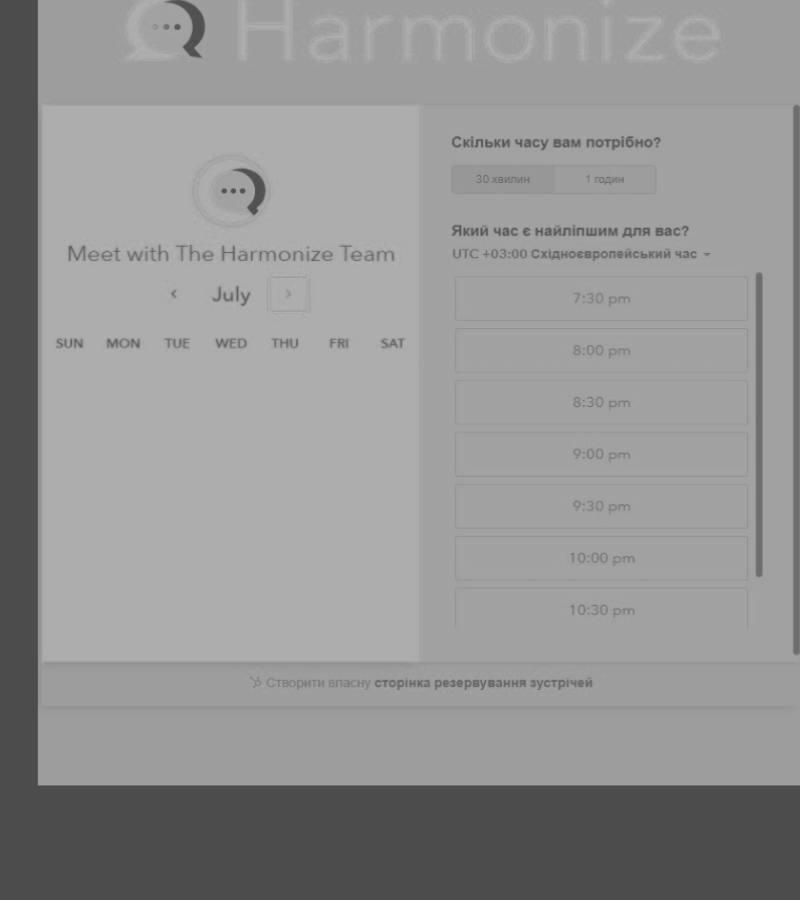 Harmonize
Meet with The Harmonize Team
July
SUN MON TUE WED THU FRI SAT
Скільки часу вам потрібно?
30 хвилин 1 годин
Який час є найліпшим для вас?
UTC +03:00 Східноєвропейський час
7:30 pm
8:00 pm
8:30 pm
9:00 pm
9:30 pm
10:00 pm
10:30 pm
Створити власну сторінка резервування зустрічей